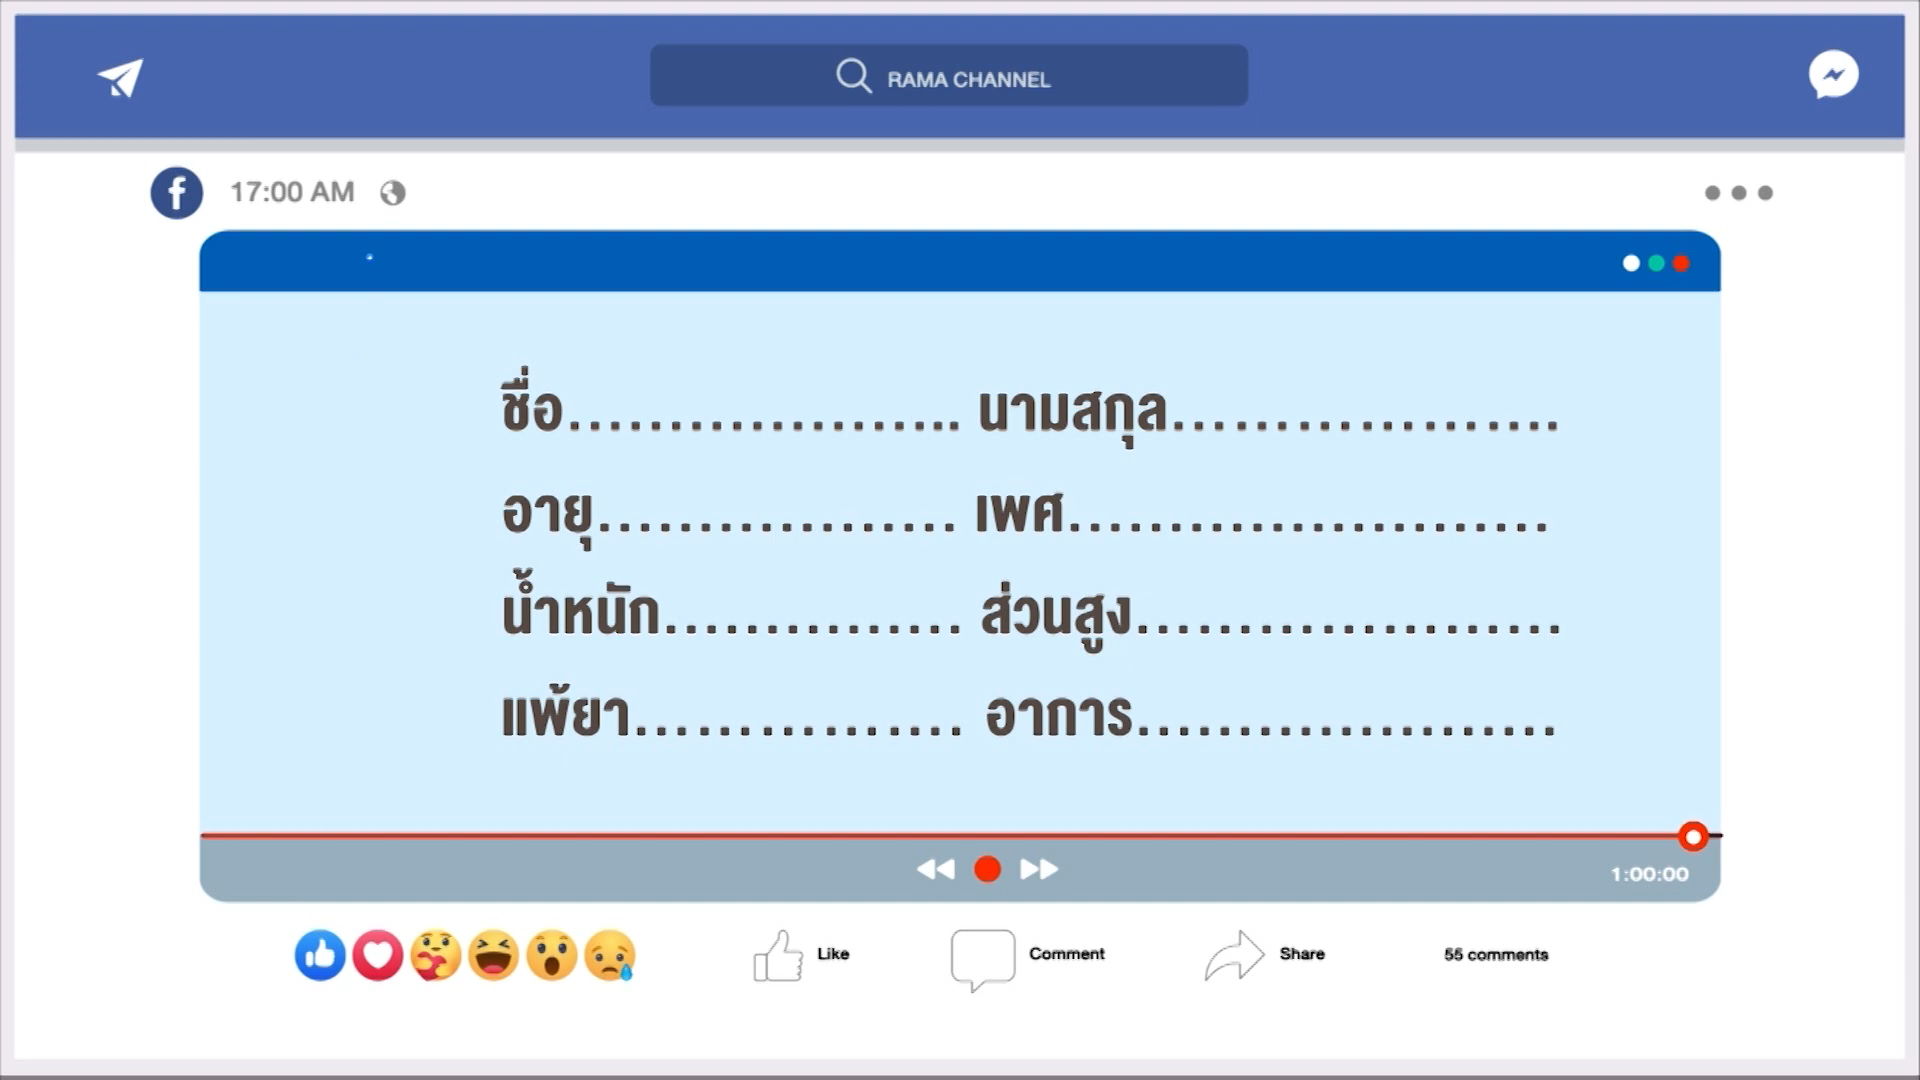 RAMA CHANNEL
17:00 AM
ชื่อ.................... นามสกุล...................
อายุ.................. เพศ........................
น้ำหนัก............... ส่วนสูง.....................
แพ้ยา................ อาการ.....................
1:00:00
Like Comment Share 55 comments